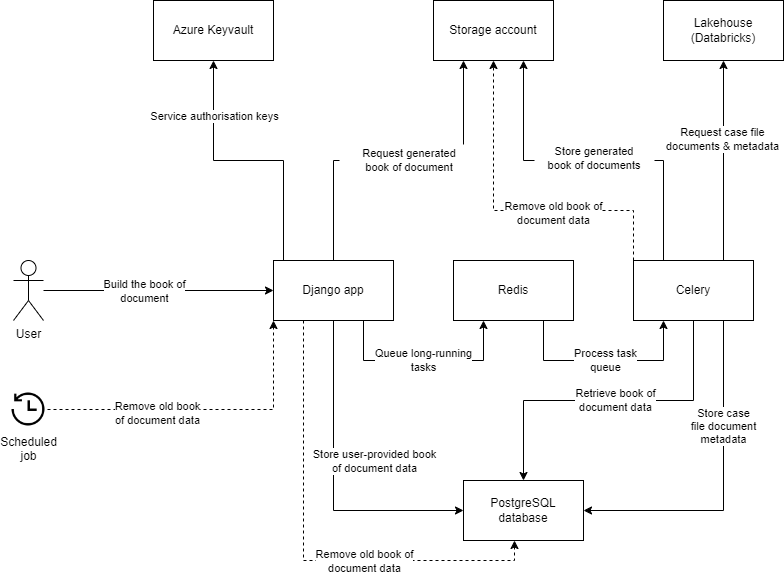 Azure Keyvault
Storage account
Lakehouse
(Databricks)
Service authorisation keys
Request generated
book of document
Store generated
book of documents
Request case file
documents & metadata
Remove old book of
document data
User
Build the book of
document
Django app
Redis
Celery
Queue long-running
tasks
Process task
queue
Scheduled
job
Remove old book
of document data
Retrieve book of
document data
Store case
file document
metadata
Store user-provided book
of document data
PostgreSQL
database
Remove old book of
document data